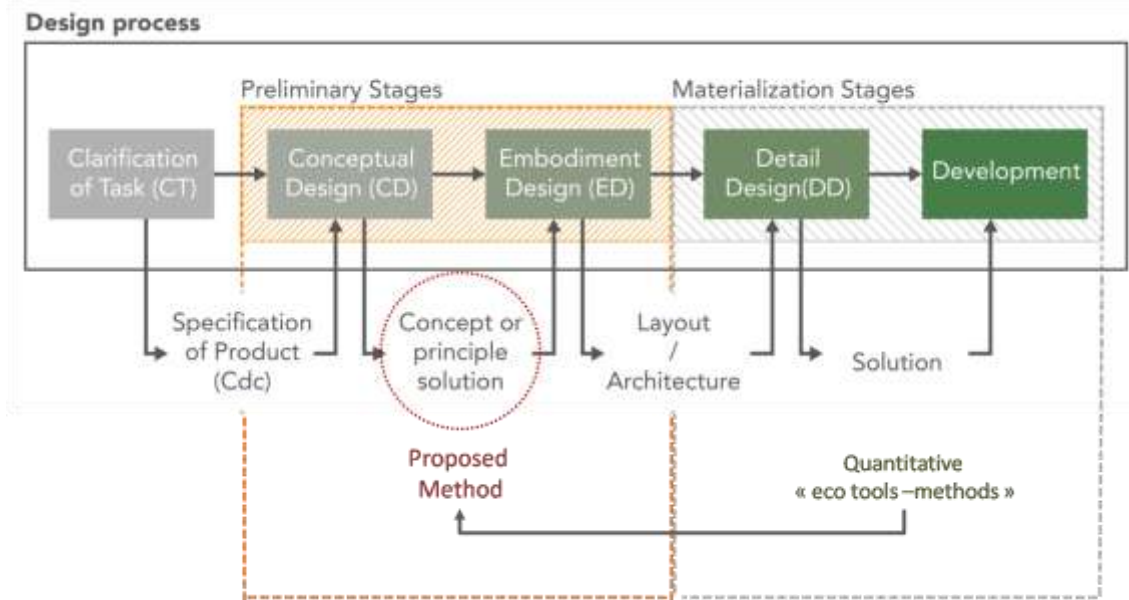 Design process
Preliminary Stages
Materialization Stages
Clarification
of Task (CT)
Conceptual
Design (CD)
Embodiment
Design (ED)
Detail
Design(DD)
Development
Specification
of Product
(Cdc)
Concept or
principle
solution
Layout
/
Architecture
Solution
Proposed
Method
Quantitative
« eco tools –methods »